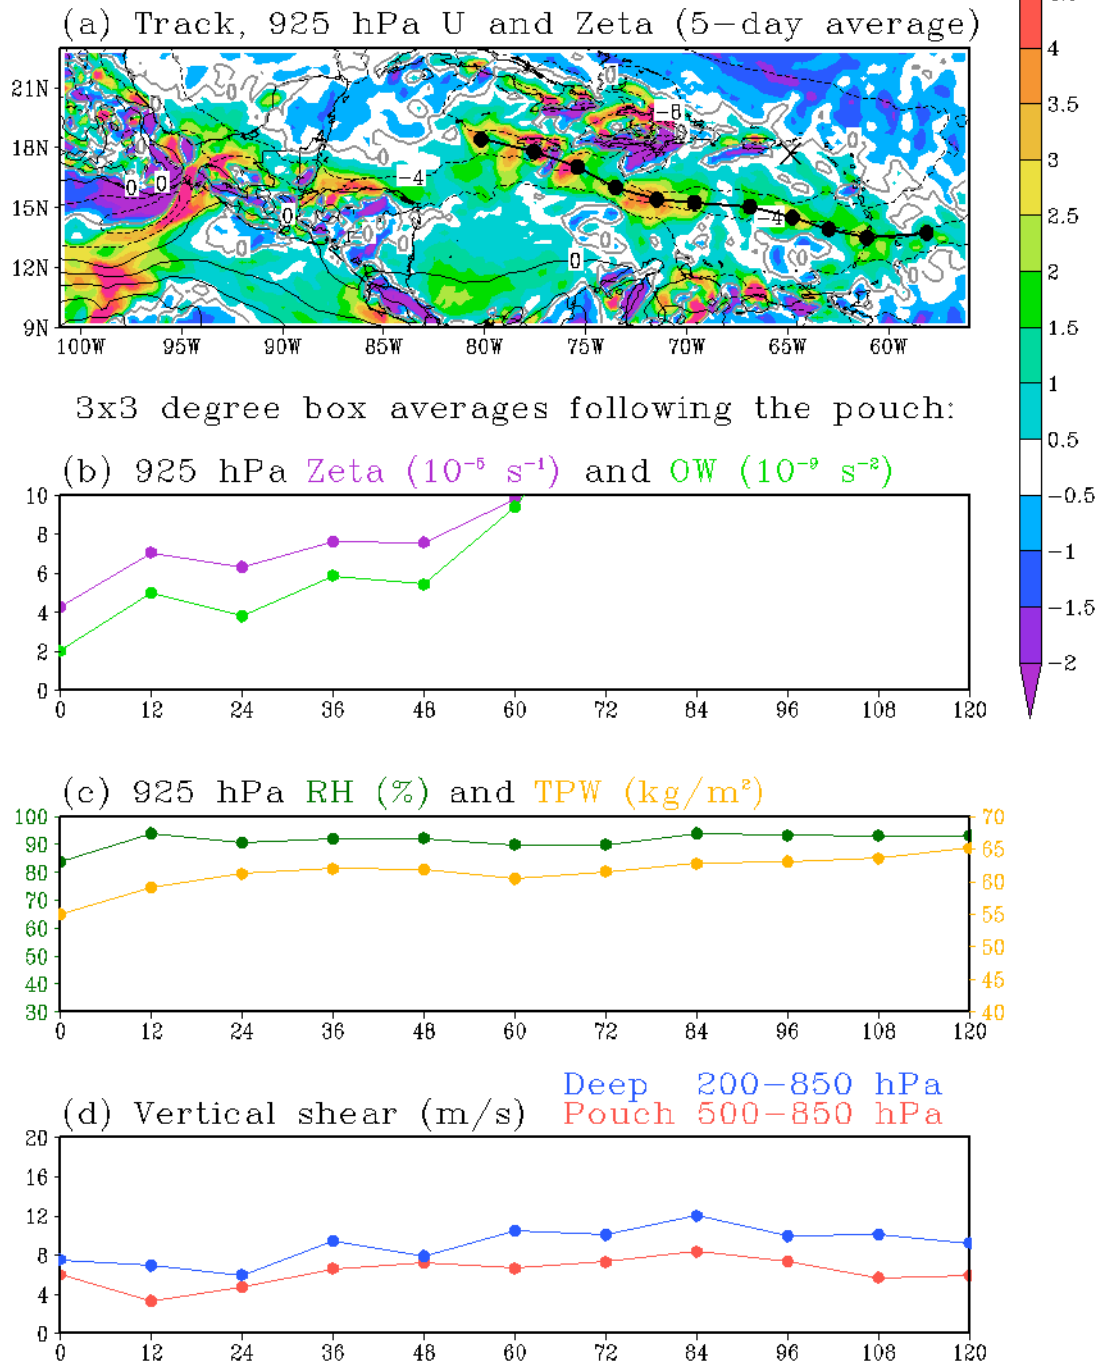 (a) Track, 925 hPa U and Zeta (5-day average)
21N
18N
15N
12N
9N
100W 95W 90W 85W 80W 75W 70W 65W 60W
0 0 -4 0 0 -8 -4
4
3.5
3
2.5
2
1.5
1
0.5
-0.5
-1
-1.5
-2
3x3 degree box averages following the pouch:
(b) 925 hPa Zeta (10⁻⁵ s⁻¹) and OW (10⁻⁹ s⁻²)
10
8
6
4
2
0
0 12 24 36 48 60 72 84 96 108 120
(c) 925 hPa RH (%) and TPW (kg/m²)
100 70
90 65
80 60
70 55
60 50
50 45
40 40
30
0 12 24 36 48 60 72 84 96 108 120
Deep 200-850 hPa
(d) Vertical shear (m/s) Pouch 500-850 hPa
20
16
12
8
4
0
0 12 24 36 48 60 72 84 96 108 120